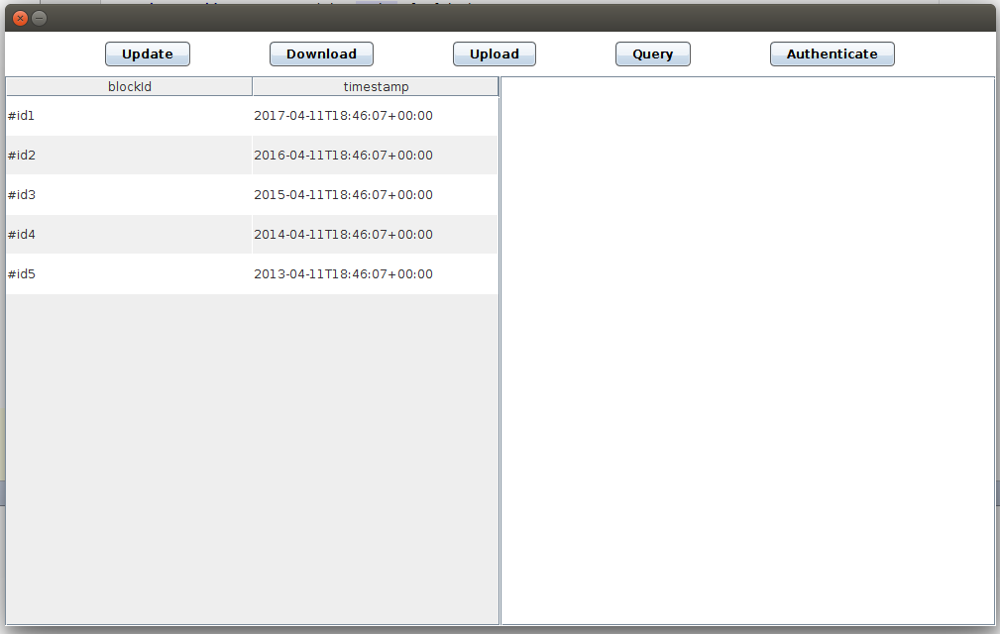 Update Download Upload Query Authenticate
blockId timestamp
#id1 2017-04-11T18:46:07+00:00
#id2 2016-04-11T18:46:07+00:00
#id3 2015-04-11T18:46:07+00:00
#id4 2014-04-11T18:46:07+00:00
#id5 2013-04-11T18:46:07+00:00